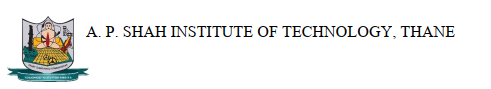 A. P. SHAH INSTITUTE OF TECHNOLOGY, THANE